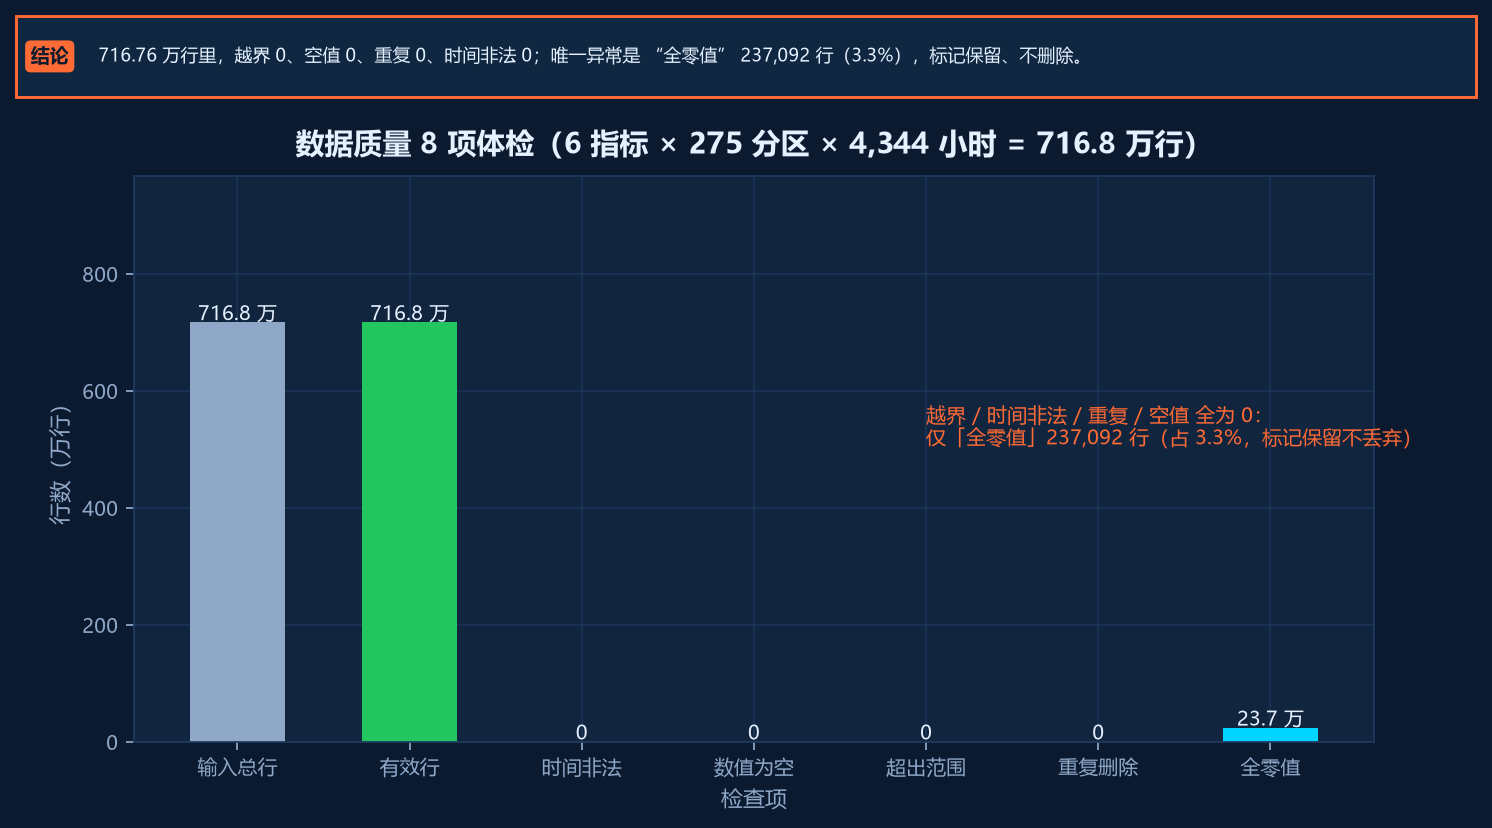 结论
716.76 万行里，越界 0、空值 0、重复 0、时间非法 0；唯一异常是 “全零值” 237,092 行（3.3%），标记保留、不删除。
数据质量 8 项体检（6 指标 × 275 分区 × 4,344 小时 = 716.8 万行）
行数（万行）
800
600
400
200
0
716.8 万
716.8 万
0
0
0
0
23.7 万
越界 / 时间非法 / 重复 / 空值 全为 0：
仅「全零值」237,092 行（占 3.3%，标记保留不丢弃）
输入总行
有效行
时间非法
数值为空
超出范围
重复删除
全零值
检查项